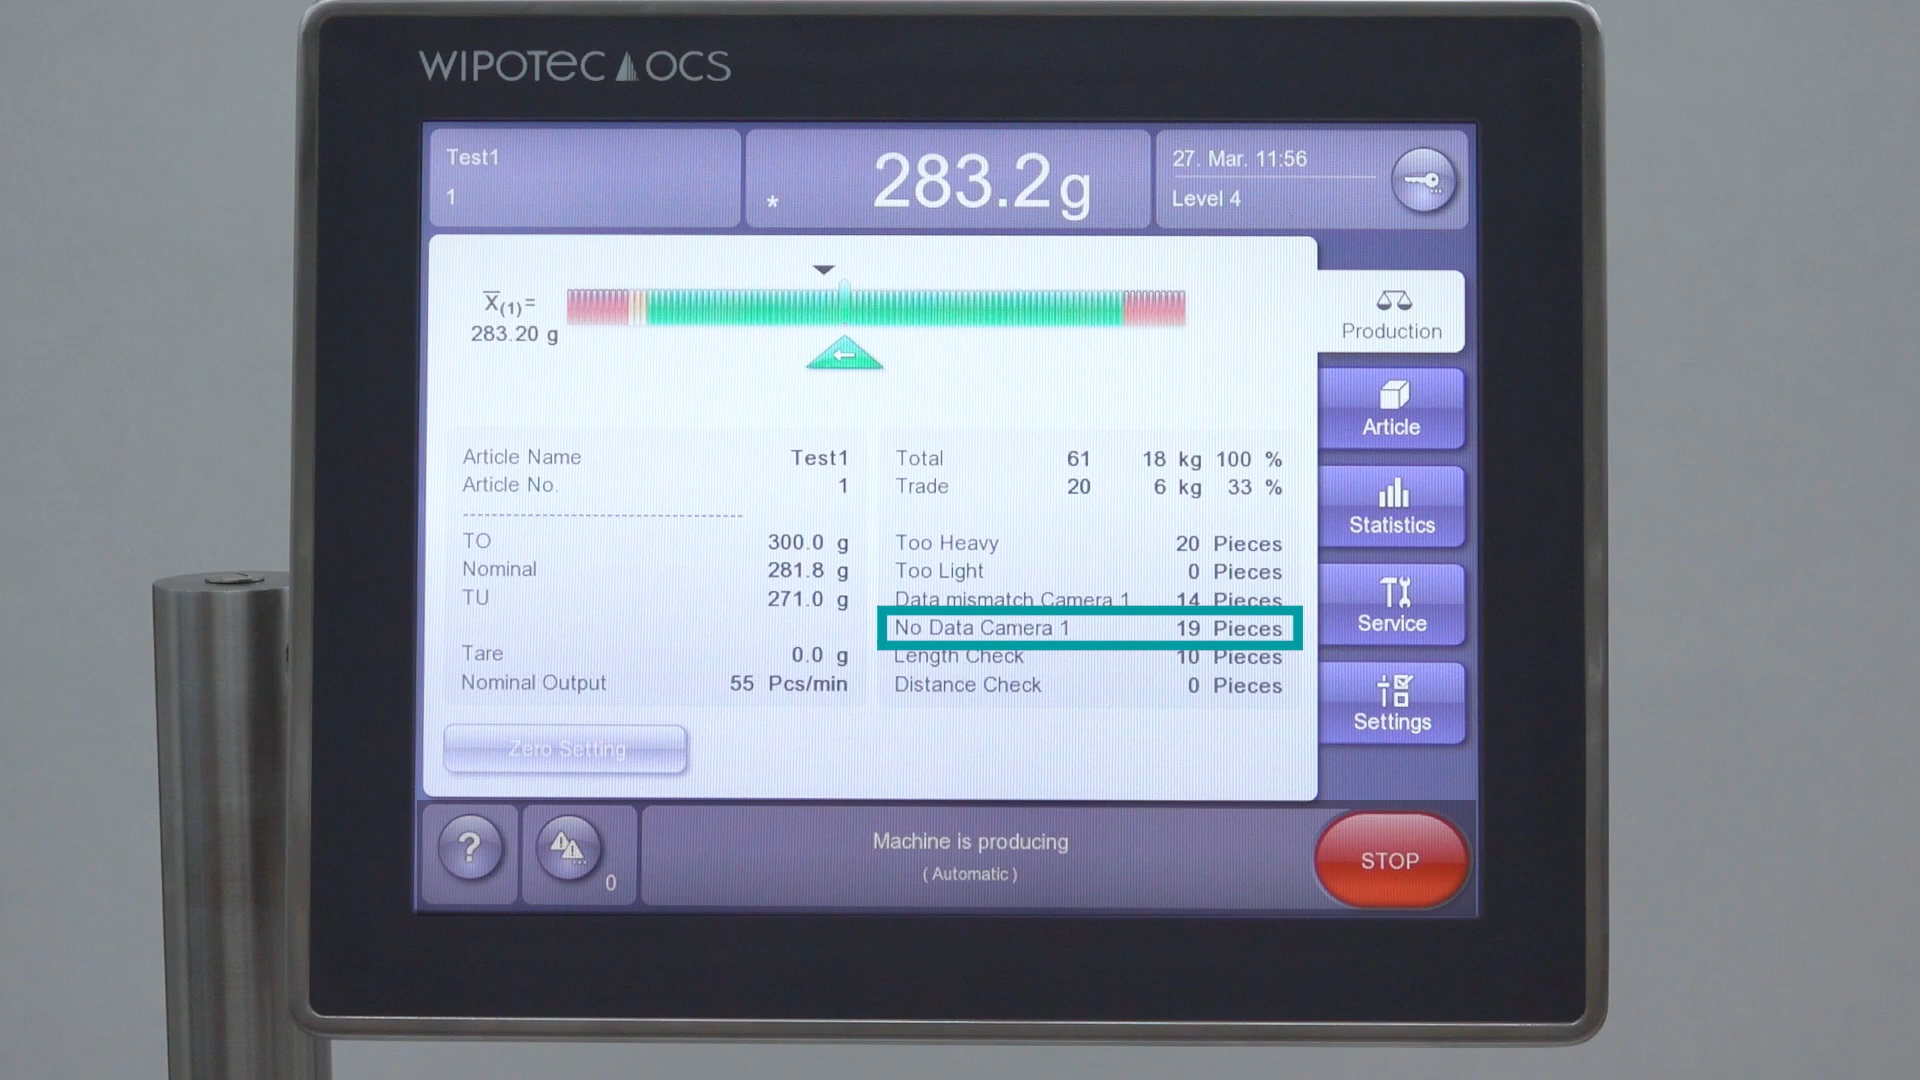 WIPOTEC OCS
Test1
1
* 283.2g
27. Mar. 11:56
Level 4
X(1)=
283.20 g
Production
Article
Statistics
Service
Settings
Article Name Test1
Article No. 1
TO 300.0 g
Nominal 281.8 g
TU 271.0 g
Tare 0.0 g
Nominal Output 55 Pcs/min
Total 61 18 kg 100 %
Trade 20 6 kg 33 %
Too Heavy 20 Pieces
Too Light 0 Pieces
Data mismatch Camera 1 14 Pieces
No Data Camera 1 19 Pieces
Length Check 10 Pieces
Distance Check 0 Pieces
Zero Setting
?
0
Machine is producing
(Automatic)
STOP